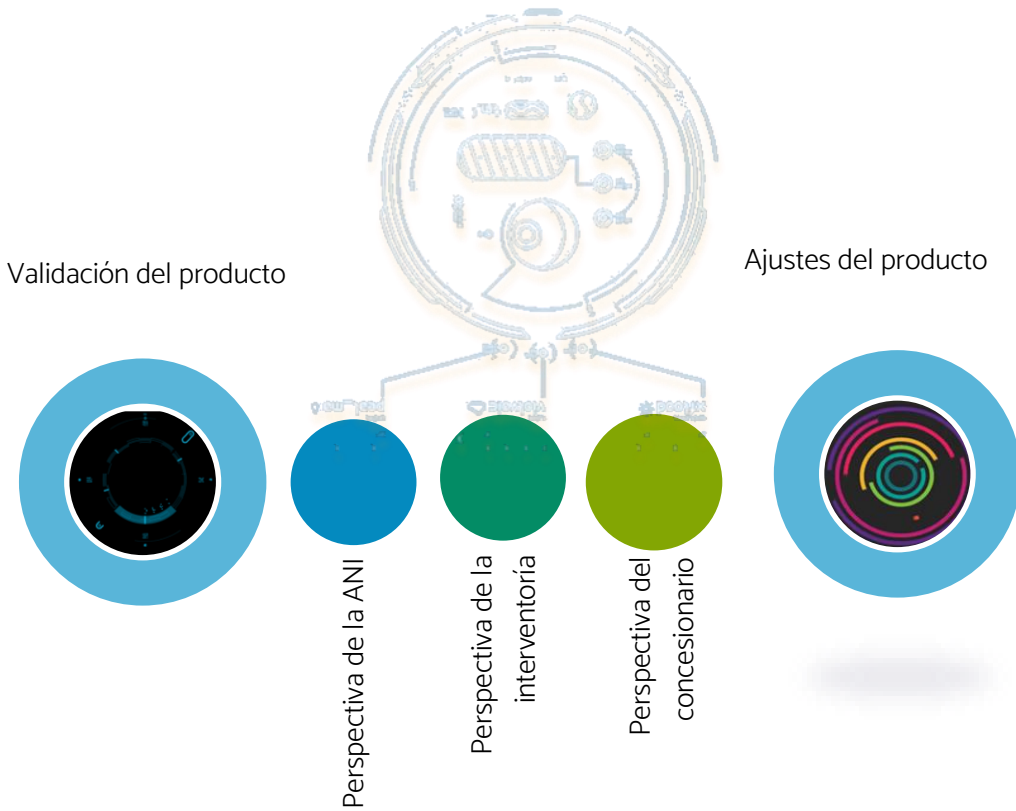 Validación del producto
Ajustes del producto
Perspectiva de la ANI
Perspectiva de la
interventoría
Perspectiva del
concesionario